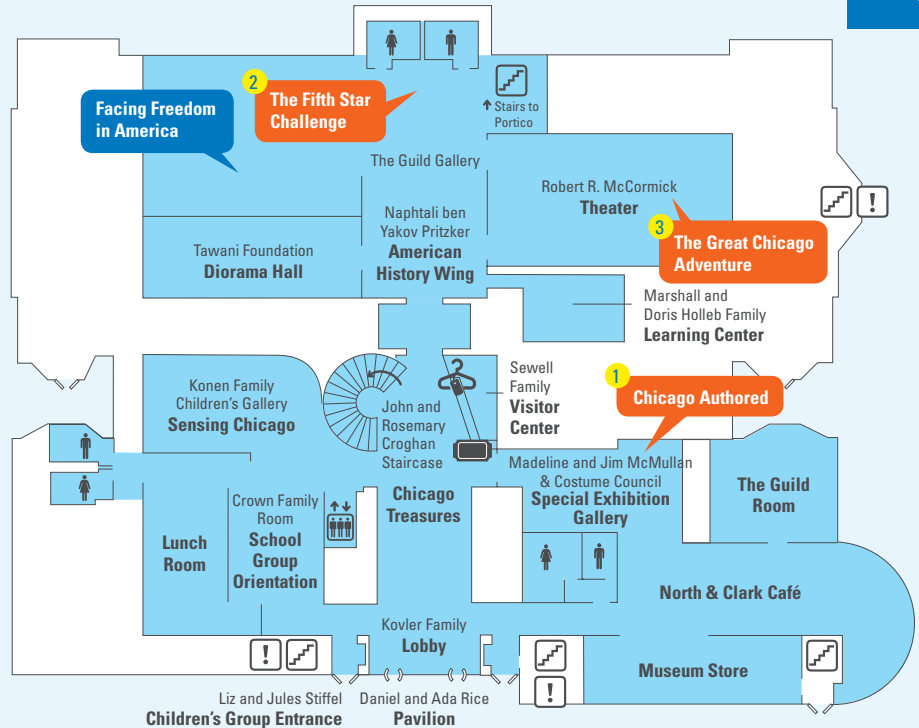 2
The Fifth Star
Challenge
Facing Freedom
in America
Stairs to
Portico
The Guild Gallery
Robert R. McCormick
Theater
3
The Great Chicago
Adventure
Naphtali ben
Yakov Pritzker
American
History Wing
Tawani Foundation
Diorama Hall
Marshall and
Doris Holleb Family
Learning Center
Konen Family
Children's Gallery
Sensing Chicago
John and
Rosemary
Croghan
Staircase
Sewell
Family
Visitor
Center
1
Chicago Authored
Madeline and Jim McMullan
& Costume Council
Special Exhibition
Gallery
The Guild
Room
Chicago
Treasures
Crown Family
Room
School
Group
Orientation
Lunch
Room
North & Clark Café
Kovler Family
Lobby
!
!
!
Museum Store
Liz and Jules Stiffel
Children's Group Entrance
Daniel and Ada Rice
Pavilion